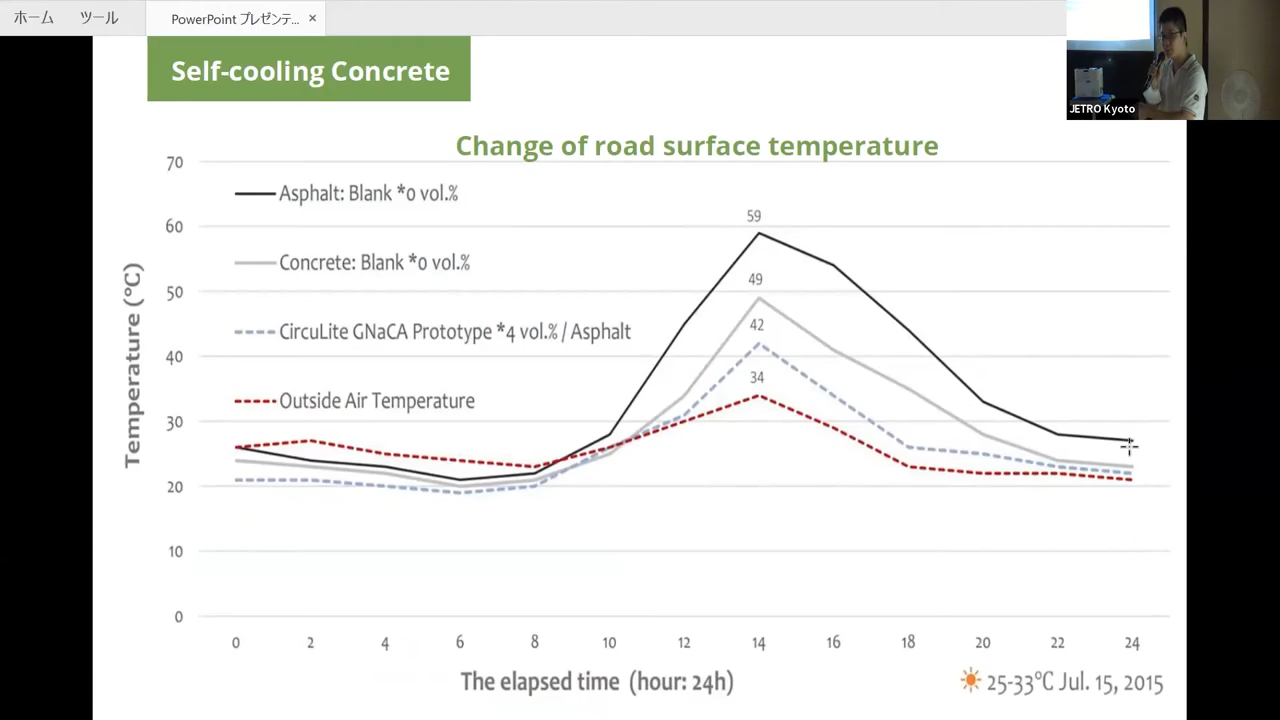 ホーム ツール PowerPoint プレゼンテ... ×
JETRO Kyoto
Self-cooling Concrete
Change of road surface temperature
Temperature (℃)
70
60
50
40
30
20
10
0
Asphalt: Blank *0 vol.%
Concrete: Blank *0 vol.%
CircuLite GNaCA Prototype *4 vol.% / Asphalt
Outside Air Temperature
59
49
42
34
0 2 4 6 8 10 12 14 16 18 20 22 24
The elapsed time (hour: 24h)
25-33℃ Jul. 15, 2015